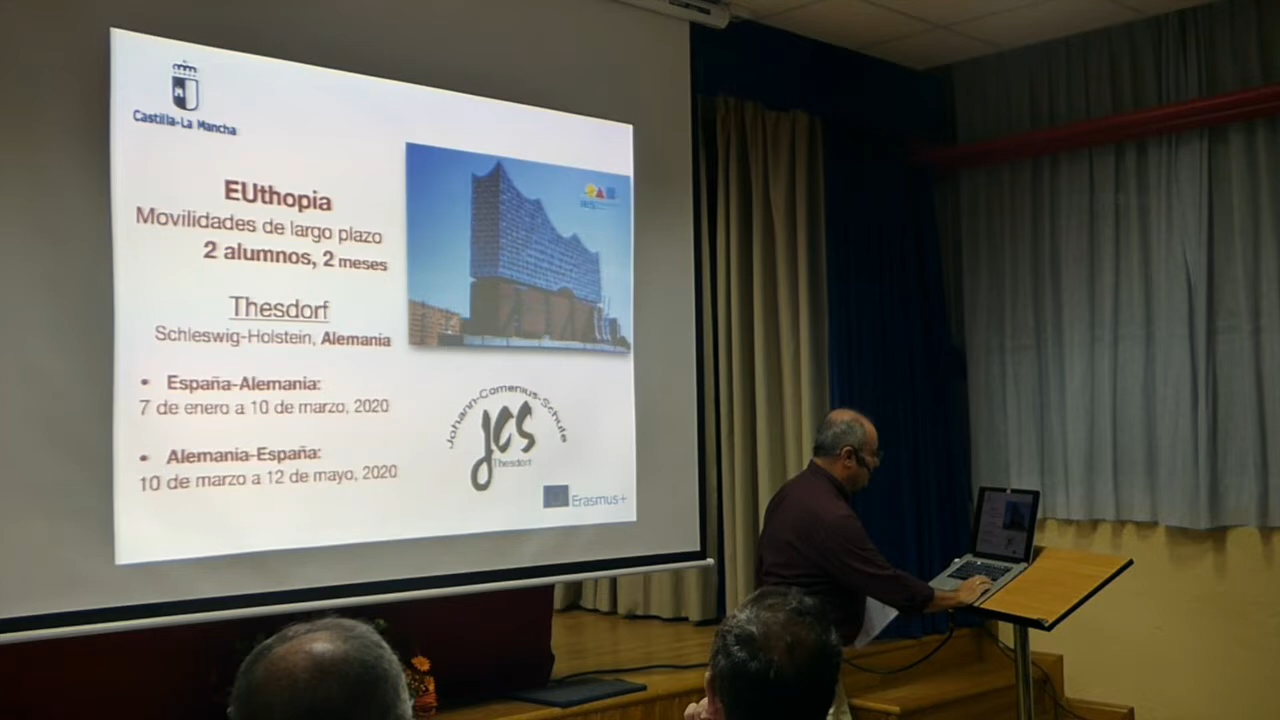 Castilla-La Mancha
EUthopia
Movilidades de largo plazo
2 alumnos, 2 meses
Thesdorf
Schleswig-Holstein, Alemania
• España-Alemania:
7 de enero a 10 de marzo, 2020
• Alemania-España:
10 de marzo a 12 de mayo, 2020
IES
Johann-Comenius-Schule
jcs
Thesdorf
Erasmus+